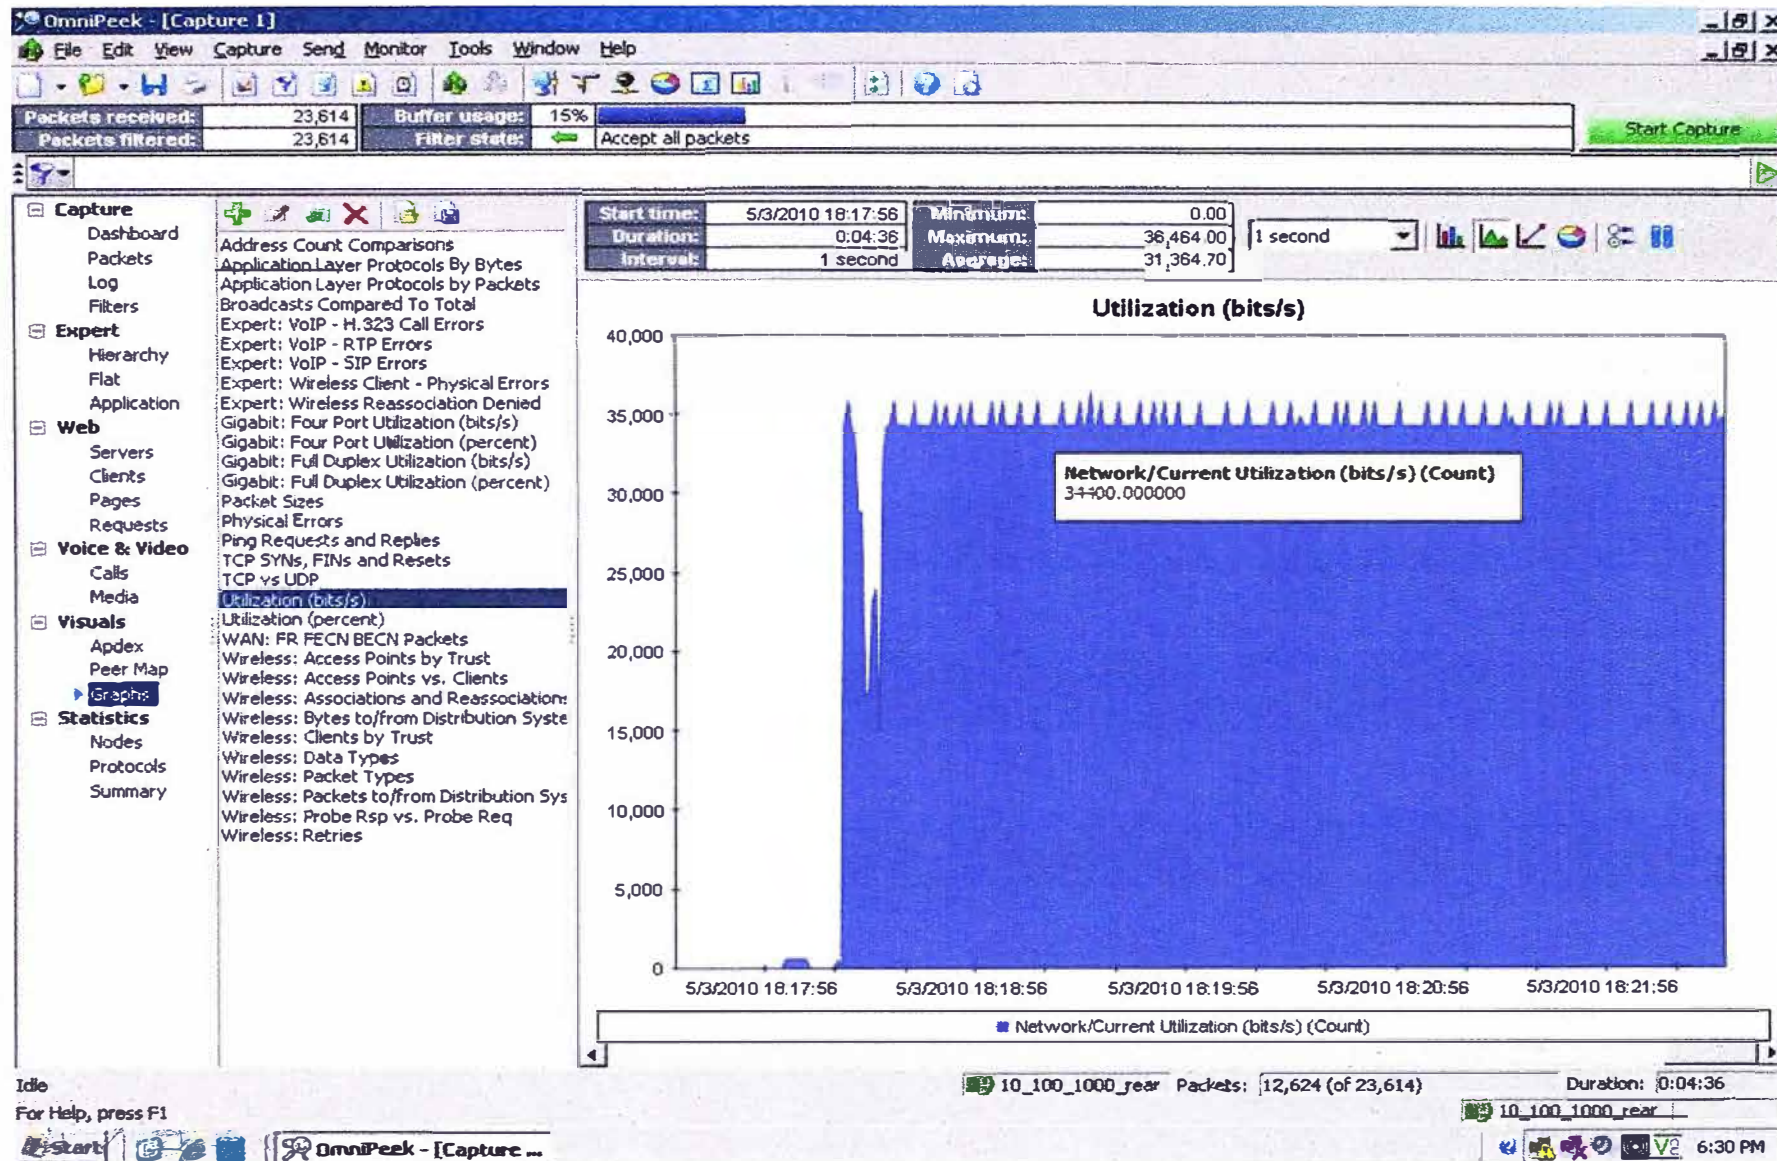 OmniPeek - [Capture 1]
File Edit View Capture Send Monitor Tools Window Help
Packets received: 23,614 Buffer usage: 15%
Packets filtered: 23,614 Filter state: Accept all packets
Start Capture
Capture
Dashboard
Packets
Log
Filters
Expert
Hierarchy
Flat
Application
Web
Servers
Clients
Pages
Requests
Voice & Video
Calls
Media
Visuals
Apdex
Peer Map
Graphs
Statistics
Nodes
Protocols
Summary
Address Count Comparisons
Application Layer Protocols By Bytes
Application Layer Protocols by Packets
Broadcasts Compared To Total
Expert: VoIP - H.323 Call Errors
Expert: VoIP - RTP Errors
Expert: VoIP - SIP Errors
Expert: Wireless Client - Physical Errors
Expert: Wireless Reassociation Denied
Gigabit: Four Port Utilization (bits/s)
Gigabit: Four Port Utilization (percent)
Gigabit: Full Duplex Utilization (bits/s)
Gigabit: Full Duplex Utilization (percent)
Packet Sizes
Physical Errors
Ping Requests and Replies
TCP SYNs, FINs and Resets
TCP vs UDP
Utilization (bits/s)
Utilization (percent)
WAN: FR FECN BECN Packets
Wireless: Access Points by Trust
Wireless: Access Points vs. Clients
Wireless: Associations and Reassociations
Wireless: Bytes to/from Distribution Syste
Wireless: Clients by Trust
Wireless: Data Types
Wireless: Packet Types
Wireless: Packets to/from Distribution Sys
Wireless: Probe Rsp vs. Probe Req
Wireless: Retries
Start time: 5/3/2010 18:17:56 Minimum: 0.00
Duration: 0:04:36 Maximum: 36,464.00 1 second
Interval: 1 second Average: 31,364.70
Utilization (bits/s)
40,000
35,000
30,000
25,000
20,000
15,000
10,000
5,000
0
Network/Current Utilization (bits/s) (Count)
5/3/2010 18:17:56 5/3/2010 18:18:56 5/3/2010 18:19:56 5/3/2010 18:20:56 5/3/2010 18:21:56
Network/Current Utilization (bits/s) (Count)
Idle 10_100_1000_rear Packets: 12,624 (of 23,614) Duration: 0:04:36
For Help, press F1 10_100_1000_rear
Start OmniPeek - [Capture ... 6:30 PM